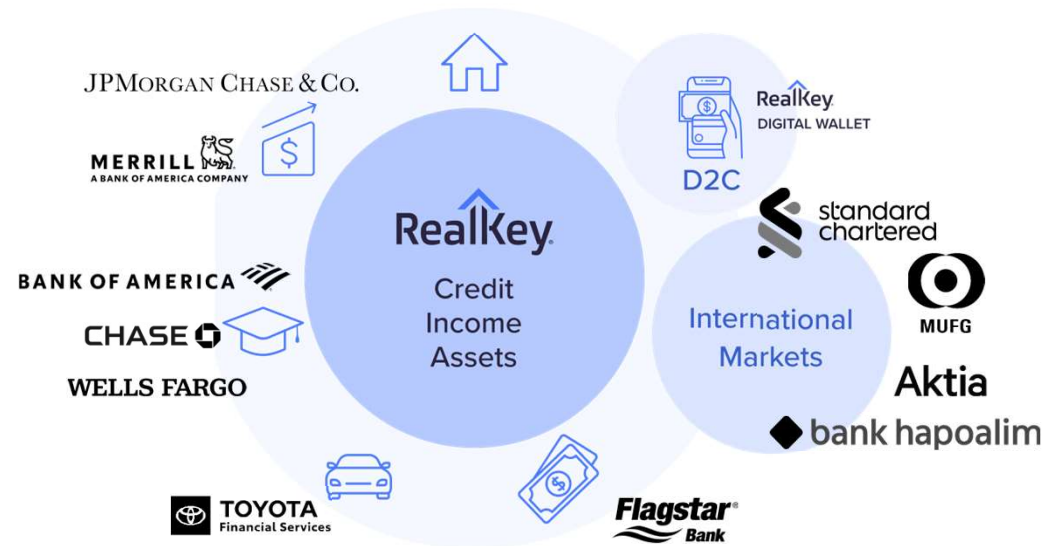 JPMORGAN CHASE & CO.
MERRILL
A BANK OF AMERICA COMPANY
BANK OF AMERICA
CHASE
WELLS FARGO
TOYOTA
Financial Services
$
RealKey
Credit
Income
Assets
$
Flagstar®
Bank
$
RealKey
DIGITAL WALLET
D2C
standard
chartered
International
Markets
MUFG
Aktia
bank hapoalim